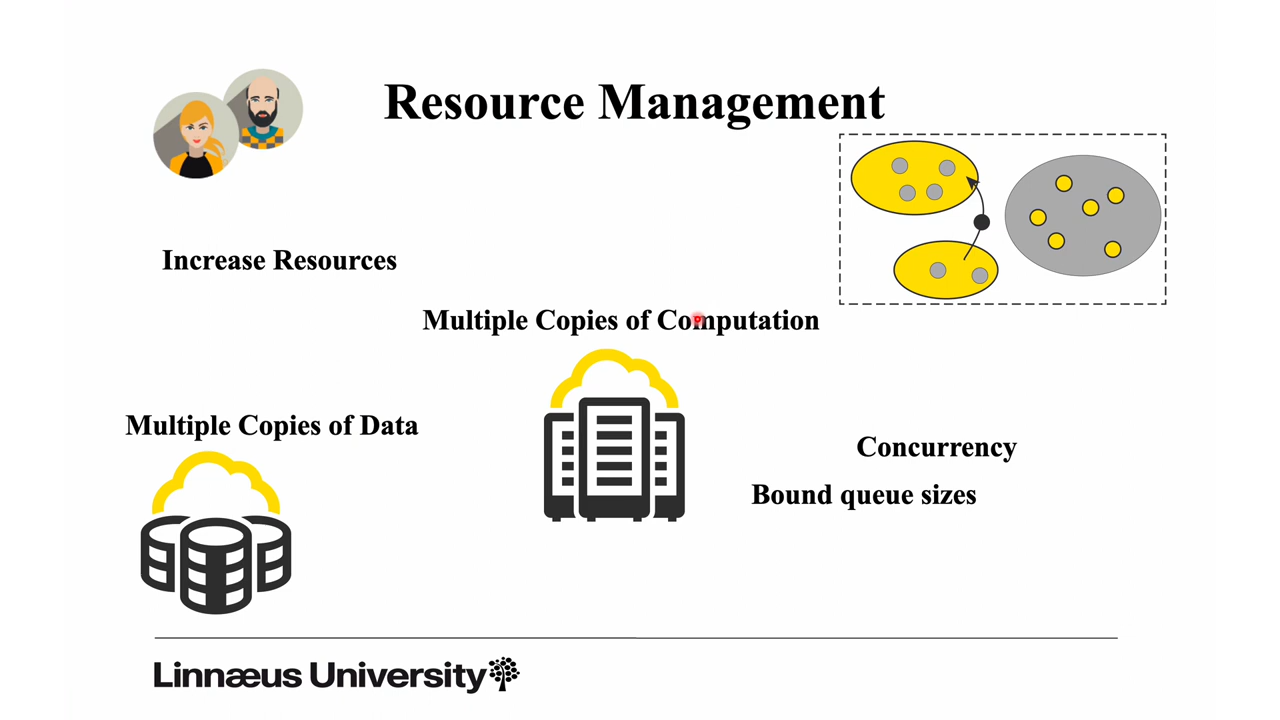 Resource Management
Increase Resources
Multiple Copies of Computation
Multiple Copies of Data
Concurrency
Bound queue sizes
Linnæus University